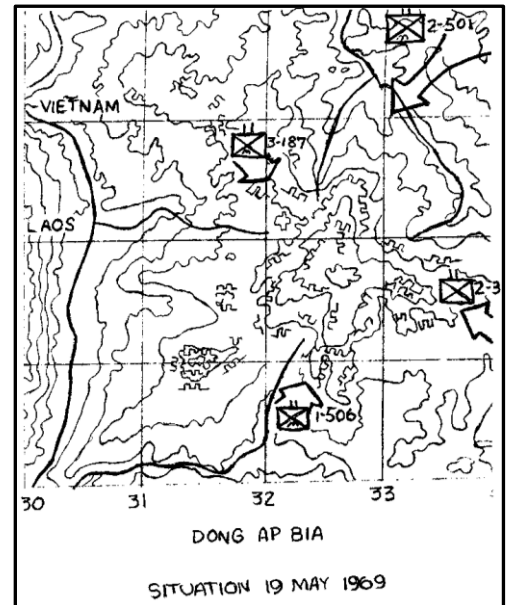 2-501
VIETNAM
3-187
LAOS
2-3
1-506
30 31 32 33
DONG AP BIA
SITUATION 19 MAY 1969